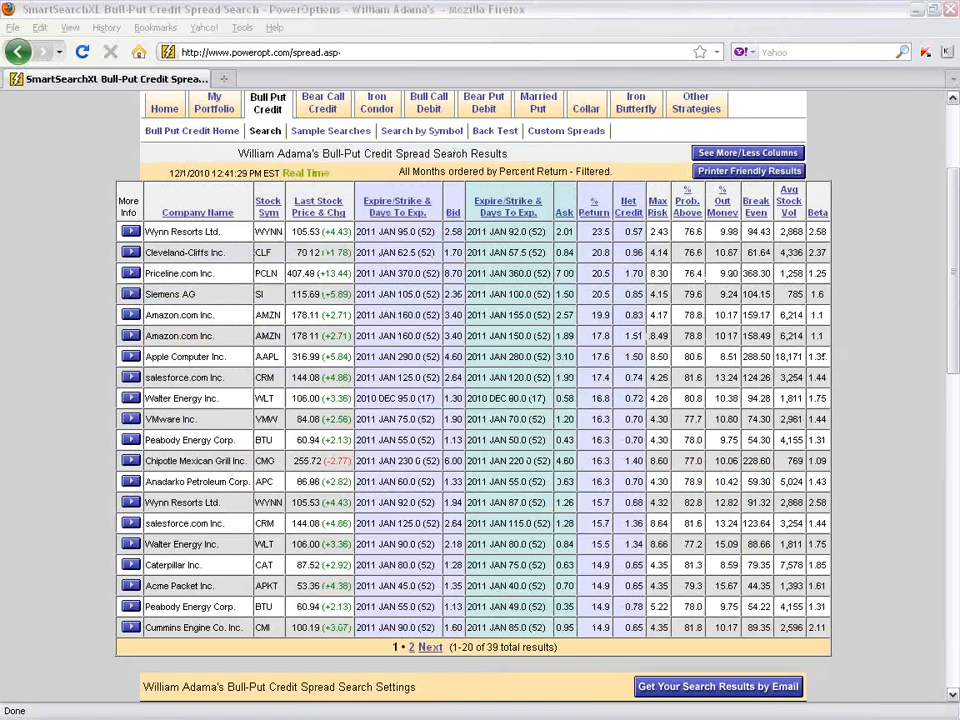 SmartSearchXL Bull-Put Credit Spread Search - PowerOptions - William Adama's - Mozilla Firefox
File Edit View History Bookmarks Yahoo! Tools Help
http://www.poweropt.com/spread.asp
Yahoo
SmartSearchXL Bull-Put Credit Sprea...
Home My Portfolio Bull Put Credit Bear Call Credit Iron Condor Bull Call Debit Bear Put Debit Married Put Collar Iron Butterfly Other Strategies
Bull Put Credit Home Search Sample Searches Search by Symbol Back Test Custom Spreads
William Adama's Bull-Put Credit Spread Search Results See More/Less Columns
12/1/2010 12:41:29 PM EST Real Time All Months ordered by Percent Return - Filtered. Printer Friendly Results
More Info Company Name Stock Sym Last Stock Price & Chg Expire/Strike & Days To Exp. Bid Expire/Strike & Days To Exp. Ask % Return Net Credit Max Risk % Prob. Above % Out Money Break Even Avg Stock Vol Beta
Wynn Resorts Ltd. WYNN 105.53 (+4.43) 2011 JAN 95.0 (52) 2.58 2011 JAN 92.0 (52) 2.01 23.5 0.57 2.43 76.6 9.98 94.43 2,868 2.58
Cleveland-Cliffs Inc. CLF 70.12 (+1.78) 2011 JAN 62.5 (52) 1.70 2011 JAN 57.5 (52) 0.84 20.8 0.86 4.14 76.6 10.87 61.64 4,336 2.37
Priceline.com Inc. PCLN 407.49 (+13.44) 2011 JAN 370.0 (52) 8.70 2011 JAN 360.0 (52) 7.00 20.5 1.70 8.30 76.4 9.20 368.30 1,258 1.25
Siemens AG SI 115.69 (+5.89) 2011 JAN 105.0 (52) 2.36 2011 JAN 100.0 (52) 1.50 20.5 0.85 4.15 79.6 9.24 104.15 785 1.6
Amazon.com Inc. AMZN 178.11 (+2.71) 2011 JAN 160.0 (52) 3.40 2011 JAN 155.0 (52) 2.57 19.9 0.83 4.17 78.8 10.17 159.17 6,214 1.1
Amazon.com Inc. AMZN 178.11 (+2.71) 2011 JAN 160.0 (52) 3.40 2011 JAN 150.0 (52) 1.89 17.8 1.51 8.49 78.8 10.17 158.49 6,214 1.1
Apple Computer Inc. AAPL 316.99 (+5.84) 2011 JAN 290.0 (52) 4.60 2011 JAN 280.0 (52) 3.10 17.6 1.50 8.50 80.6 8.51 288.50 18,171 1.35
salesforce.com Inc. CRM 144.08 (+4.86) 2011 JAN 125.0 (52) 2.64 2011 JAN 120.0 (52) 1.90 17.4 0.74 4.26 81.6 13.24 124.26 3,254 1.44
Walter Energy Inc. WLT 106.00 (+3.36) 2010 DEC 95.0 (17) 1.30 2010 DEC 90.0 (17) 0.58 16.8 0.72 4.28 80.8 10.38 94.28 1,811 1.75
VMware Inc. VMW 84.08 (+2.56) 2011 JAN 75.0 (52) 1.90 2011 JAN 70.0 (52) 1.20 16.3 0.70 4.30 77.7 10.80 74.30 2,961 1.44
Peabody Energy Corp. BTU 60.94 (+2.13) 2011 JAN 55.0 (52) 1.13 2011 JAN 50.0 (52) 0.43 16.3 0.70 4.30 78.0 9.75 54.30 4,155 1.31
Chipotle Mexican Grill Inc. CMG 255.72 (-2.77) 2011 JAN 230.0 (52) 6.00 2011 JAN 220.0 (52) 4.60 16.3 1.40 8.60 77.3 10.06 228.60 769 1.09
Anadarko Petroleum Corp. APC 66.98 (+2.82) 2011 JAN 60.0 (52) 1.33 2011 JAN 55.0 (52) 0.63 16.3 0.70 4.30 78.9 10.42 59.30 5,024 1.43
Wynn Resorts Ltd. WYNN 105.53 (+4.43) 2011 JAN 92.0 (52) 1.94 2011 JAN 87.0 (52) 1.26 15.7 0.68 4.32 82.8 12.82 91.32 2,868 2.58
salesforce.com Inc. CRM 144.08 (+4.86) 2011 JAN 125.0 (52) 2.64 2011 JAN 115.0 (52) 1.28 15.7 1.36 8.64 81.6 13.24 123.64 3,254 1.44
Walter Energy Inc. WLT 106.00 (+3.36) 2011 JAN 90.0 (52) 2.18 2011 JAN 80.0 (52) 0.84 15.5 1.34 8.66 77.2 15.09 88.66 1,811 1.75
Caterpillar Inc. CAT 87.52 (+2.92) 2011 JAN 80.0 (52) 1.28 2011 JAN 75.0 (52) 0.63 14.9 0.65 4.35 81.3 8.59 79.35 7,578 1.85
Acme Packet Inc. APKT 53.36 (+4.38) 2011 JAN 45.0 (52) 1.35 2011 JAN 40.0 (52) 0.70 14.9 0.65 4.35 79.3 15.67 44.35 1,393 1.61
Peabody Energy Corp. BTU 60.94 (+2.13) 2011 JAN 55.0 (52) 1.13 2011 JAN 49.0 (52) 0.35 14.9 0.78 5.22 78.0 9.75 54.22 4,155 1.31
Cummins Engine Co. Inc. CMI 100.19 (+3.07) 2011 JAN 90.0 (52) 1.60 2011 JAN 85.0 (52) 0.95 14.9 0.65 4.35 81.8 10.17 89.35 2,596 2.11
1 • 2 Next (1-20 of 39 total results)
William Adama's Bull-Put Credit Spread Search Settings Get Your Search Results by Email
Done